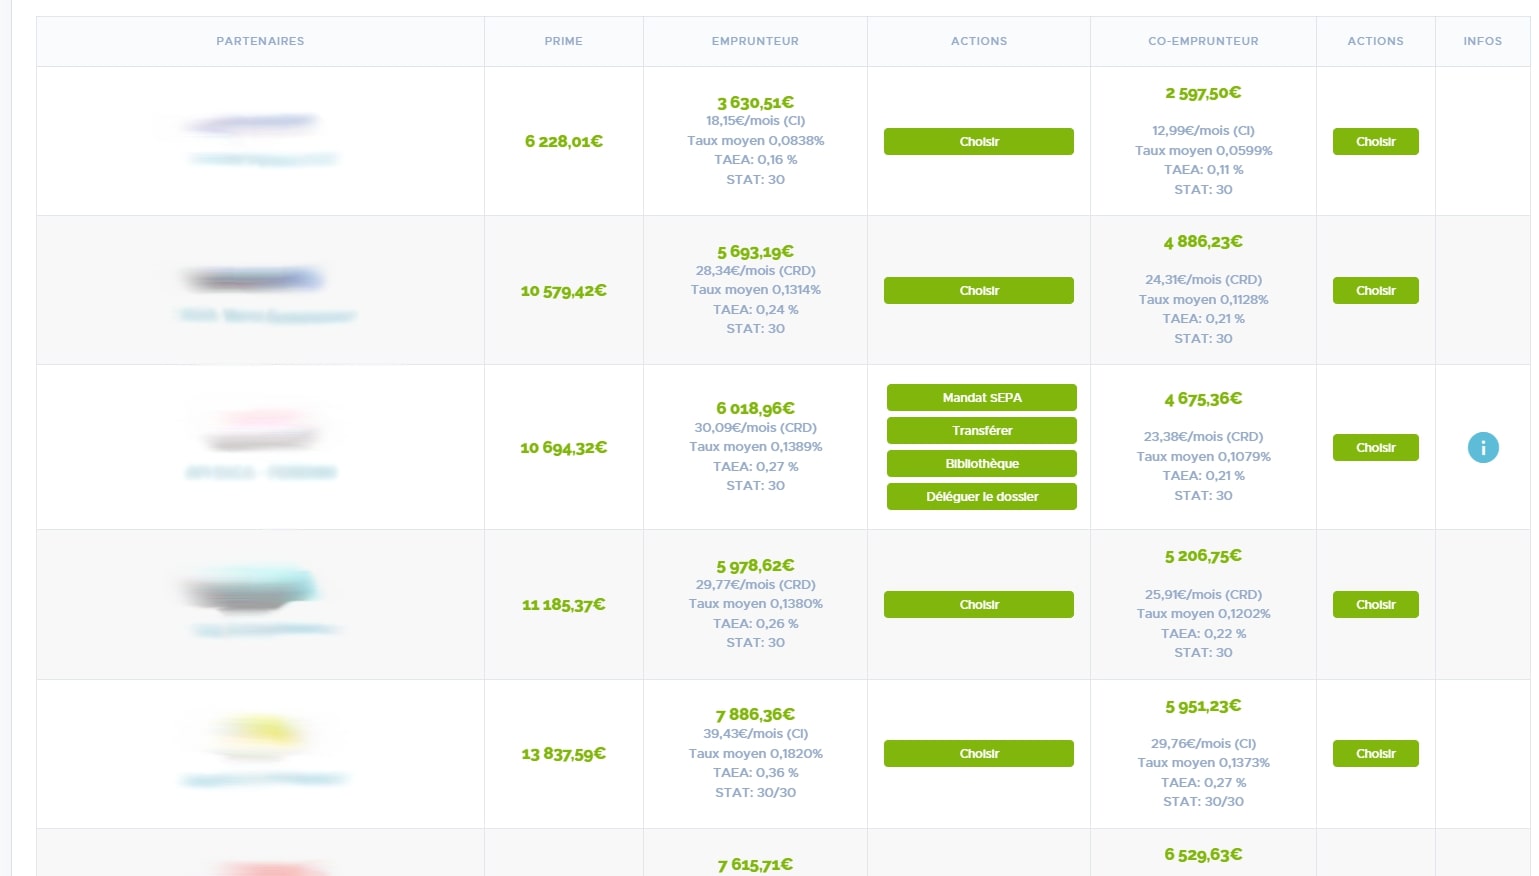 PARTENAIRES PRIME EMPRUNTEUR ACTIONS CO-EMPRUNTEUR ACTIONS INFOS
6 228,01€
3 630,51€
18,15€/mois (CI)
Taux moyen 0,0838%
TAEA: 0,16 %
STAT: 30
Choisir
2 597,50€
12,99€/mois (CI)
Taux moyen 0,0599%
TAEA: 0,11 %
STAT: 30
Choisir
10 579,42€
5 693,19€
28,34€/mois (CRD)
Taux moyen 0,1314%
TAEA: 0,24 %
STAT: 30
Choisir
4 886,23€
24,31€/mois (CRD)
Taux moyen 0,1128%
TAEA: 0,21 %
STAT: 30
Choisir
10 694,32€
6 018,96€
30,09€/mois (CRD)
Taux moyen 0,1389%
TAEA: 0,27 %
STAT: 30
Mandat SEPA
Transférer
Bibliothèque
Déléguer le dossier
4 675,36€
23,38€/mois (CRD)
Taux moyen 0,1079%
TAEA: 0,21 %
STAT: 30
Choisir
i
11 185,37€
5 978,62€
29,77€/mois (CRD)
Taux moyen 0,1380%
TAEA: 0,26 %
STAT: 30
Choisir
5 206,75€
25,91€/mois (CRD)
Taux moyen 0,1202%
TAEA: 0,22 %
STAT: 30
Choisir
13 837,59€
7 886,36€
39,43€/mois (CI)
Taux moyen 0,1820%
TAEA: 0,36 %
STAT: 30/30
Choisir
5 951,23€
29,76€/mois (CI)
Taux moyen 0,1373%
TAEA: 0,27 %
STAT: 30/30
Choisir
7 615,71€
6 529,63€